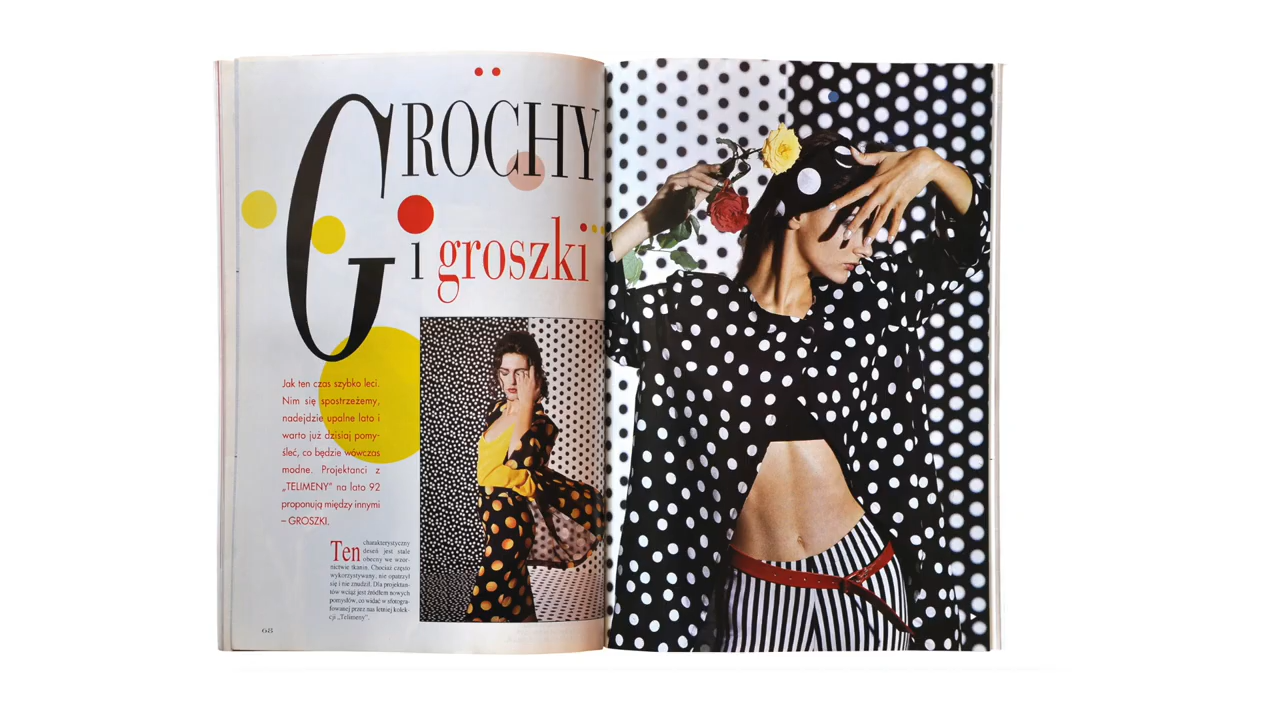 GRÖCHY
i groszki
Jak ten czas szybko leci.
Nim się spostrzeżemy,
nadejdzie upalne lato i
warto już dzisiaj pomy-
śleć, co będzie wówczas
modne. Projektanci z
„TELIMENY" na lato 92
proponują między innymi
– GROSZKI.
Ten charakterystyczny
deseń jest stale
obecny we wzor-
nictwie tkanin. Chociaż często
wykorzystywany, nie opatrzył
się i nie znudził. Dla projektan-
tów wciąż jest źródłem nowych
pomysłów, co widać w sfotogra-
fowanej przez nas letniej kolek-
cji „Telimeny".
68